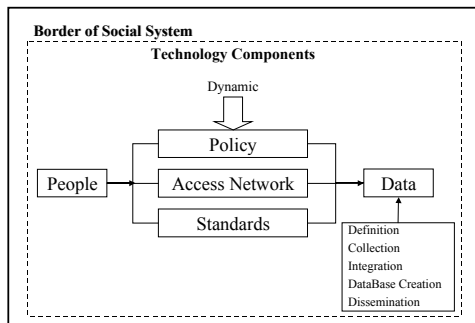 Border of Social System
Technology Components
Dynamic
Policy
People
Access Network
Data
Standards
Definition
Collection
Integration
DataBase Creation
Dissemination